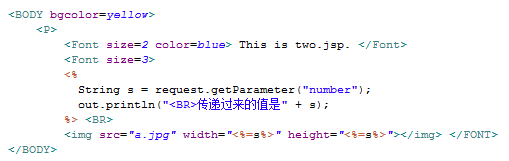 <BODY bgcolor=yellow>
<P>
<Font size=2 color=blue> This is two.jsp. </Font>
<Font size=3>
<%
String s = request.getParameter("number");
out.println("<BR>传递过来的值是" + s);
%> <BR>
<img src="a.jpg" width="<%=s%>" height="<%=s%>"></img> </FONT>
</BODY>